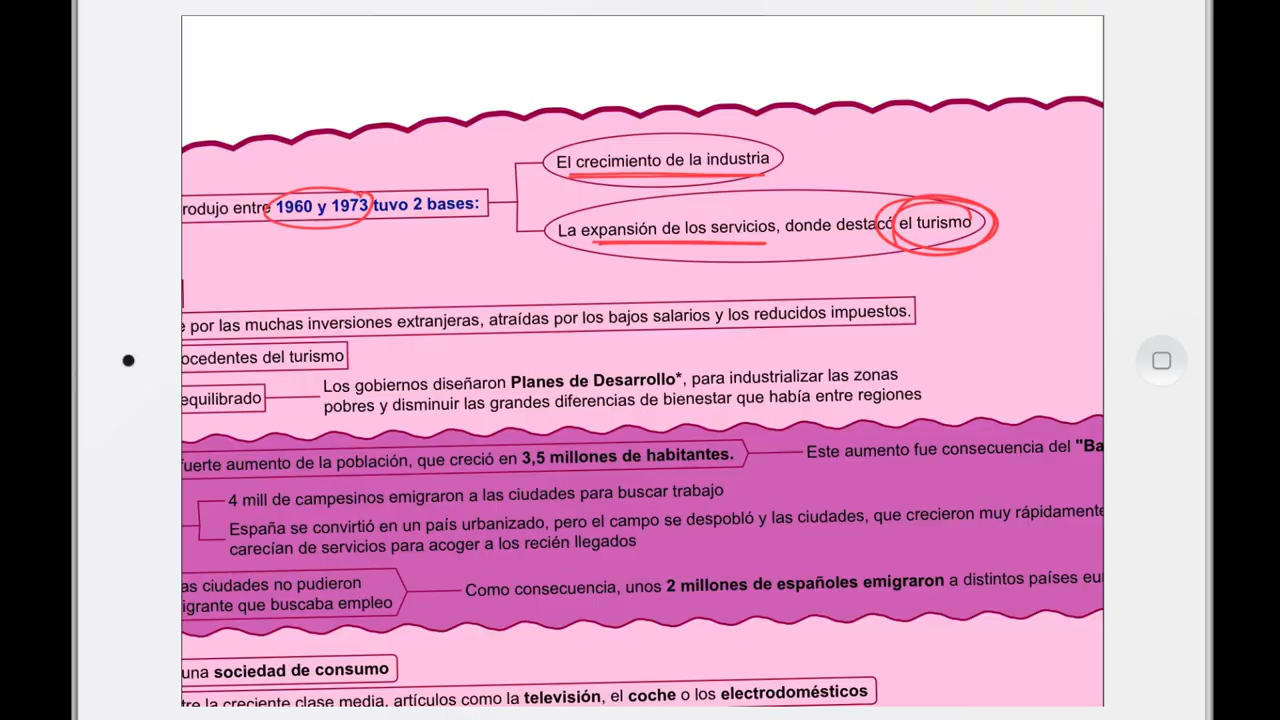 El crecimiento de la industria
entre 1960 y 1973 tuvo 2 bases:
La expansión de los servicios, donde destacó el turismo
por las muchas inversiones extranjeras, atraídas por los bajos salarios y los reducidos impuestos.
del turismo
equilibrado
Los gobiernos diseñaron Planes de Desarrollo*, para industrializar las zonas
pobres y disminuir las grandes diferencias de bienestar que había entre regiones
fuerte aumento de la población, que creció en 3,5 millones de habitantes.
Este aumento fue consecuencia del "Ba
4 mill de campesinos emigraron a las ciudades para buscar trabajo
España se convirtió en un país urbanizado, pero el campo se despobló y las ciudades, que crecieron muy rápidamente
carecían de servicios para acoger a los recién llegados
as ciudades no pudieron
igrante que buscaba empleo
Como consecuencia, unos 2 millones de españoles emigraron a distintos países eu
una sociedad de consumo
tre la creciente clase media, artículos como la televisión, el coche o los electrodomésticos